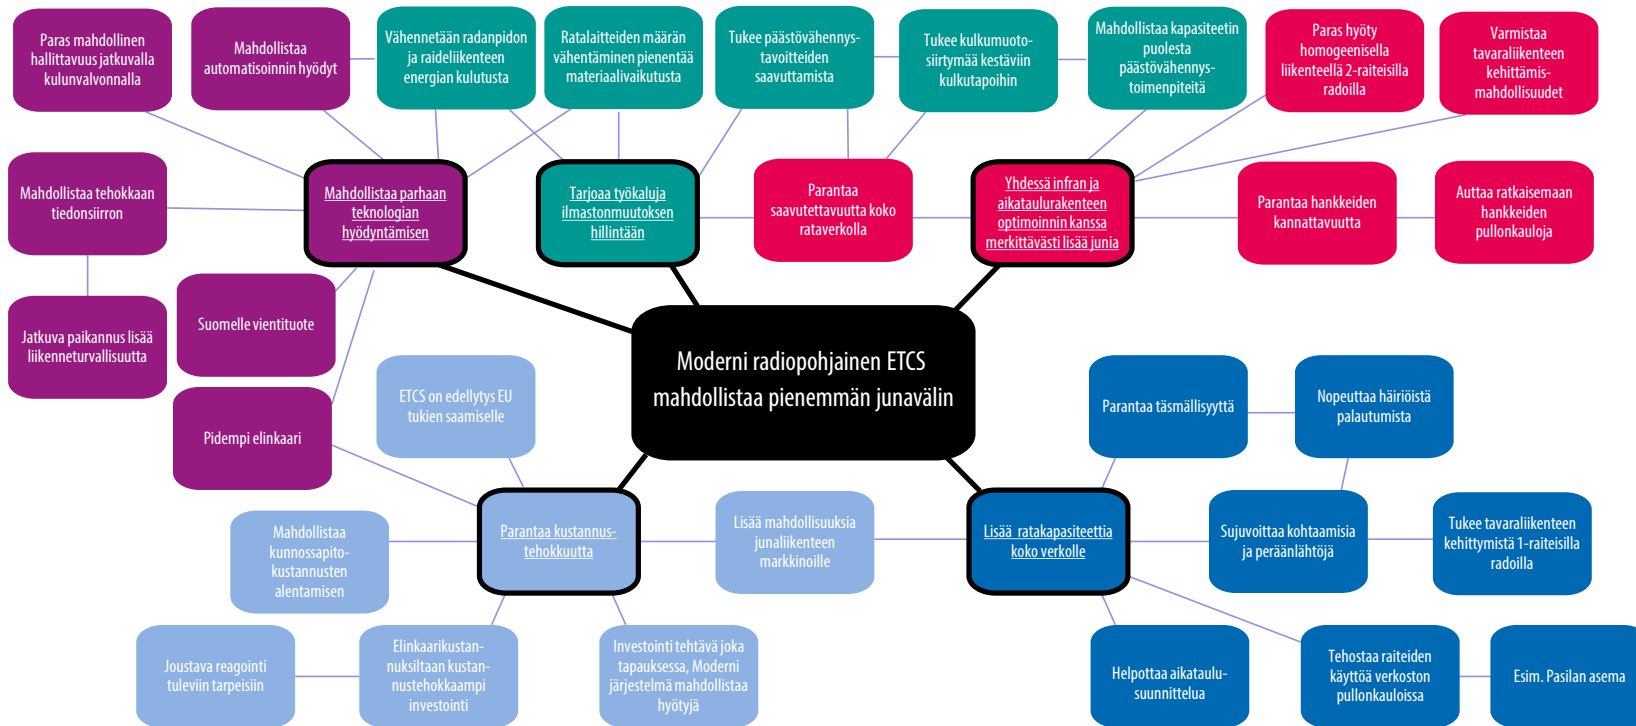 Paras mahdollinen
hallittavuus jatkuvalla
kulunvalvonnalla
Mahdollistaa
automatisoinnin hyödyt
Vähennetään radanpidon
ja raideliikenteen
energian kulutusta
Ratalaitteiden määrän
vähentäminen pienentää
materiaalivaikutusta
Tukee päästövähennys-
tavoitteiden
saavuttamista
Tukee kulkumuoto-
siirtymää kestäviin
kulkutapoihin
Mahdollistaa kapasiteetin
puolesta
päästövähennys-
toimenpiteitä
Paras hyöty
homogeenisella
liikenteellä 2-raiteisilla
radoilla
Varmistaa
tavaraliikenteen
kehittämis-
mahdollisuudet
Mahdollistaa tehokkaan
tiedonsiirron
Mahdollistaa parhaan
teknologian
hyödyntämisen
Tarjoaa työkaluja
ilmastonmuutoksen
hillintään
Parantaa
saavutettavuutta koko
rataverkolla
Yhdessä infran ja
aikataulurakenteen
optimoinnin kanssa
merkittävästi lisää junia
Parantaa hankkeiden
kannattavuutta
Auttaa ratkaisemaan
hankkeiden
pullonkauloja
Jatkuva paikannus lisää
liikenneturvallisuutta
Suomelle vientituote
Moderni radiopohjainen ETCS
mahdollistaa pienemmän junavälin
Pidempi elinkaari
ETCS on edellytys EU
tukien saamiselle
Parantaa täsmällisyyttä
Nopeuttaa häiriöistä
palautumista
Mahdollistaa
kunnossapito-
kustannusten
alentamisen
Parantaa kustannus-
tehokkuutta
Lisää mahdollisuuksia
junaliikenteen
markkinoille
Lisää ratakapasiteettia
koko verkolle
Sujuvoittaa kohtaamisia
ja peräänlähtöjä
Tukee tavaraliikenteen
kehittymistä 1-raiteisilla
radoilla
Joustava reagointi
tuleviin tarpeisiin
Elinkaarikustan-
nuksiltaan kustan-
nustehokkaampi
investointi
Investointi tehtävä joka
tapauksessa, Moderni
järjestelmä mahdollistaa
hyötyjä
Helpottaa aikataulu-
suunnittelua
Tehostaa raiteiden
käyttöä verkoston
pullonkauloissa
Esim. Pasilan asema